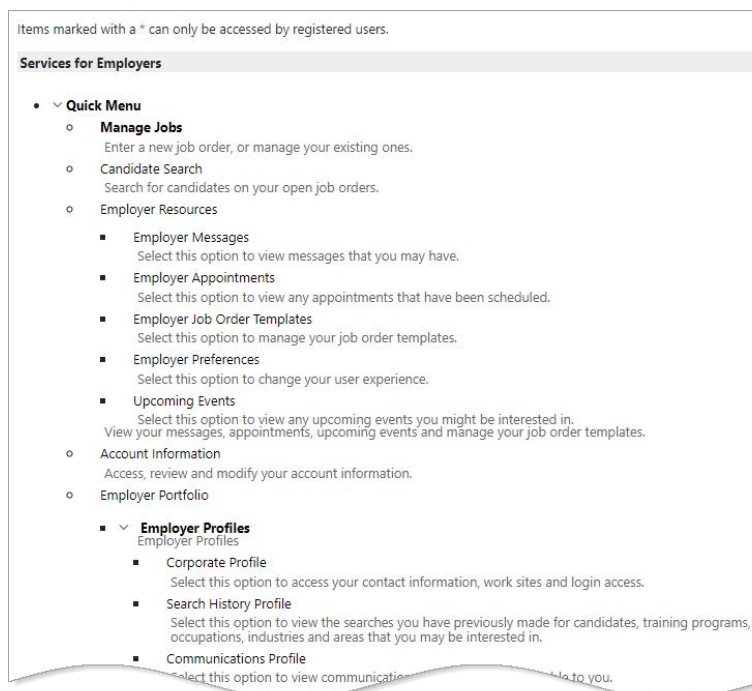 Items marked with a * can only be accessed by registered users.
Services for Employers
Quick Menu
Manage Jobs
Enter a new job order, or manage your existing ones.
Candidate Search
Search for candidates on your open job orders.
Employer Resources
Employer Messages
Select this option to view messages that you may have.
Employer Appointments
Select this option to view any appointments that have been scheduled.
Employer Job Order Templates
Select this option to manage your job order templates.
Employer Preferences
Select this option to change your user experience.
Upcoming Events
Select this option to view any upcoming events you might be interested in.
View your messages, appointments, upcoming events and manage your job order templates.
Account Information
Access, review and modify your account information.
Employer Portfolio
Employer Profiles
Employer Profiles
Corporate Profile
Select this option to access your contact information, work sites and login access.
Search History Profile
Select this option to view the searches you have previously made for candidates, training programs,
occupations, industries and areas that you may be interested in.
Communications Profile
Select this option to view to you.